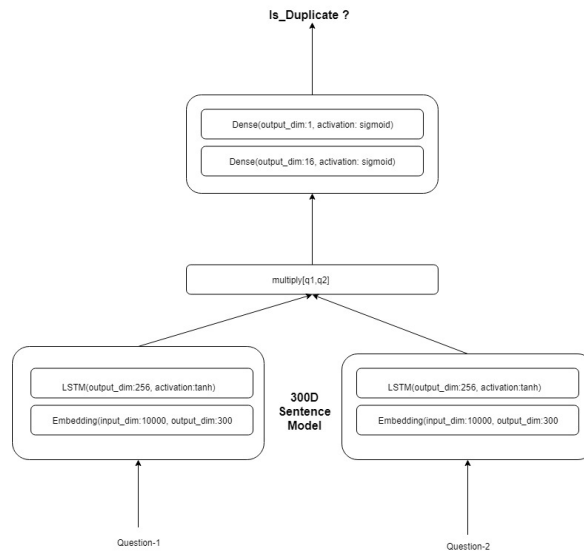 Is_Duplicate ?
Dense(output_dim:1, activation: sigmoid)
Dense(output_dim:16, activation: sigmoid)
multiply[q1,q2]
LSTM(output_dim:256, activation:tanh)
Embedding(input_dim:10000, output_dim:300
300D
Sentence
Model
LSTM(output_dim:256, activation:tanh)
Embedding(input_dim:10000, output_dim:300
Question-1
Question-2